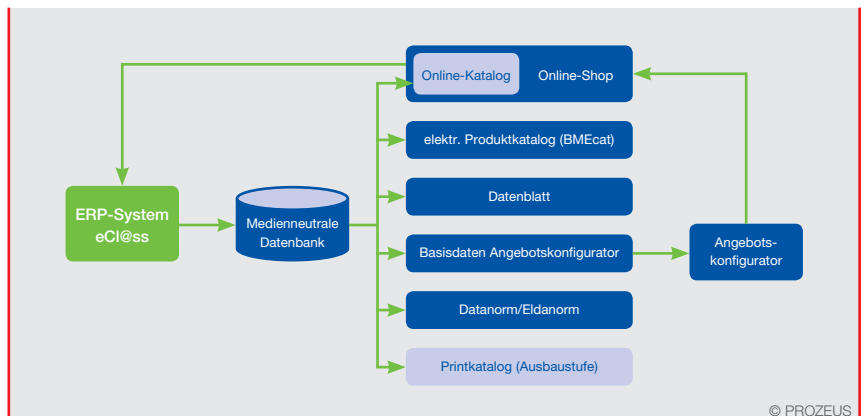 Online-Katalog
Online-Shop
elektr. Produktkatalog (BMEcat)
Datenblatt
ERP-System
eCl@ss
Medienneutrale
Datenbank
Basisdaten Angebotskonfigurator
Angebots-
konfigurator
Datanorm/Eldanorm
Printkatalog (Ausbaustufe)
© PROZEUS